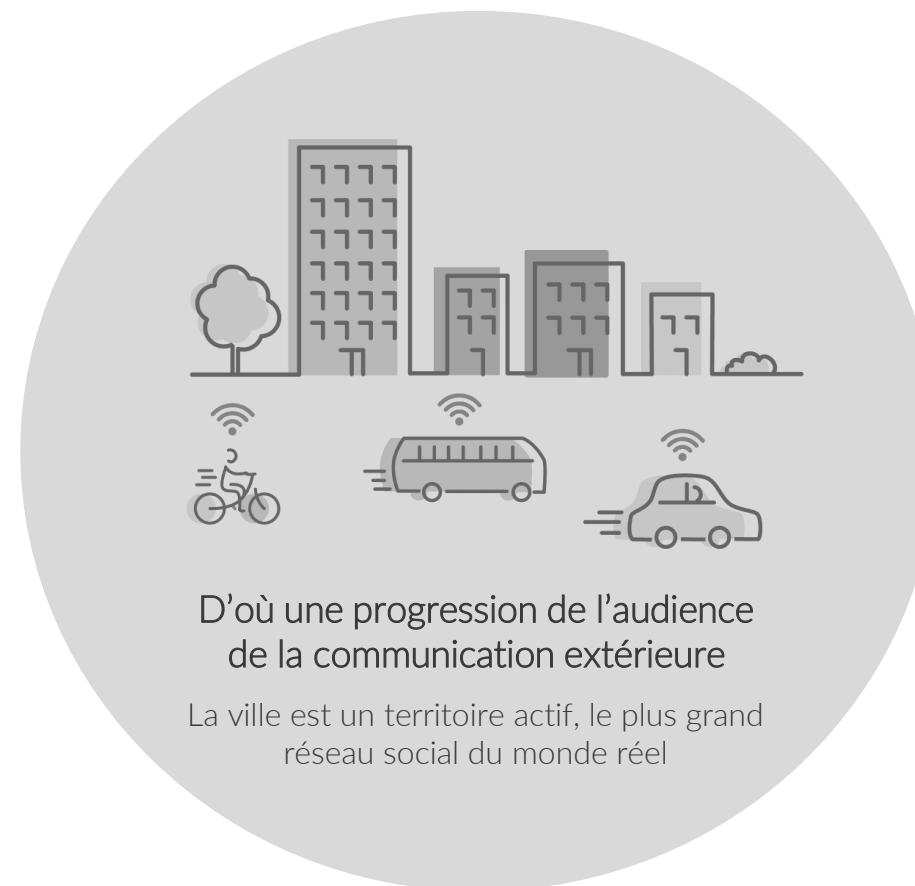 D’où une progression de l’audience
de la communication extérieure
La ville est un territoire actif, le plus grand
réseau social du monde réel